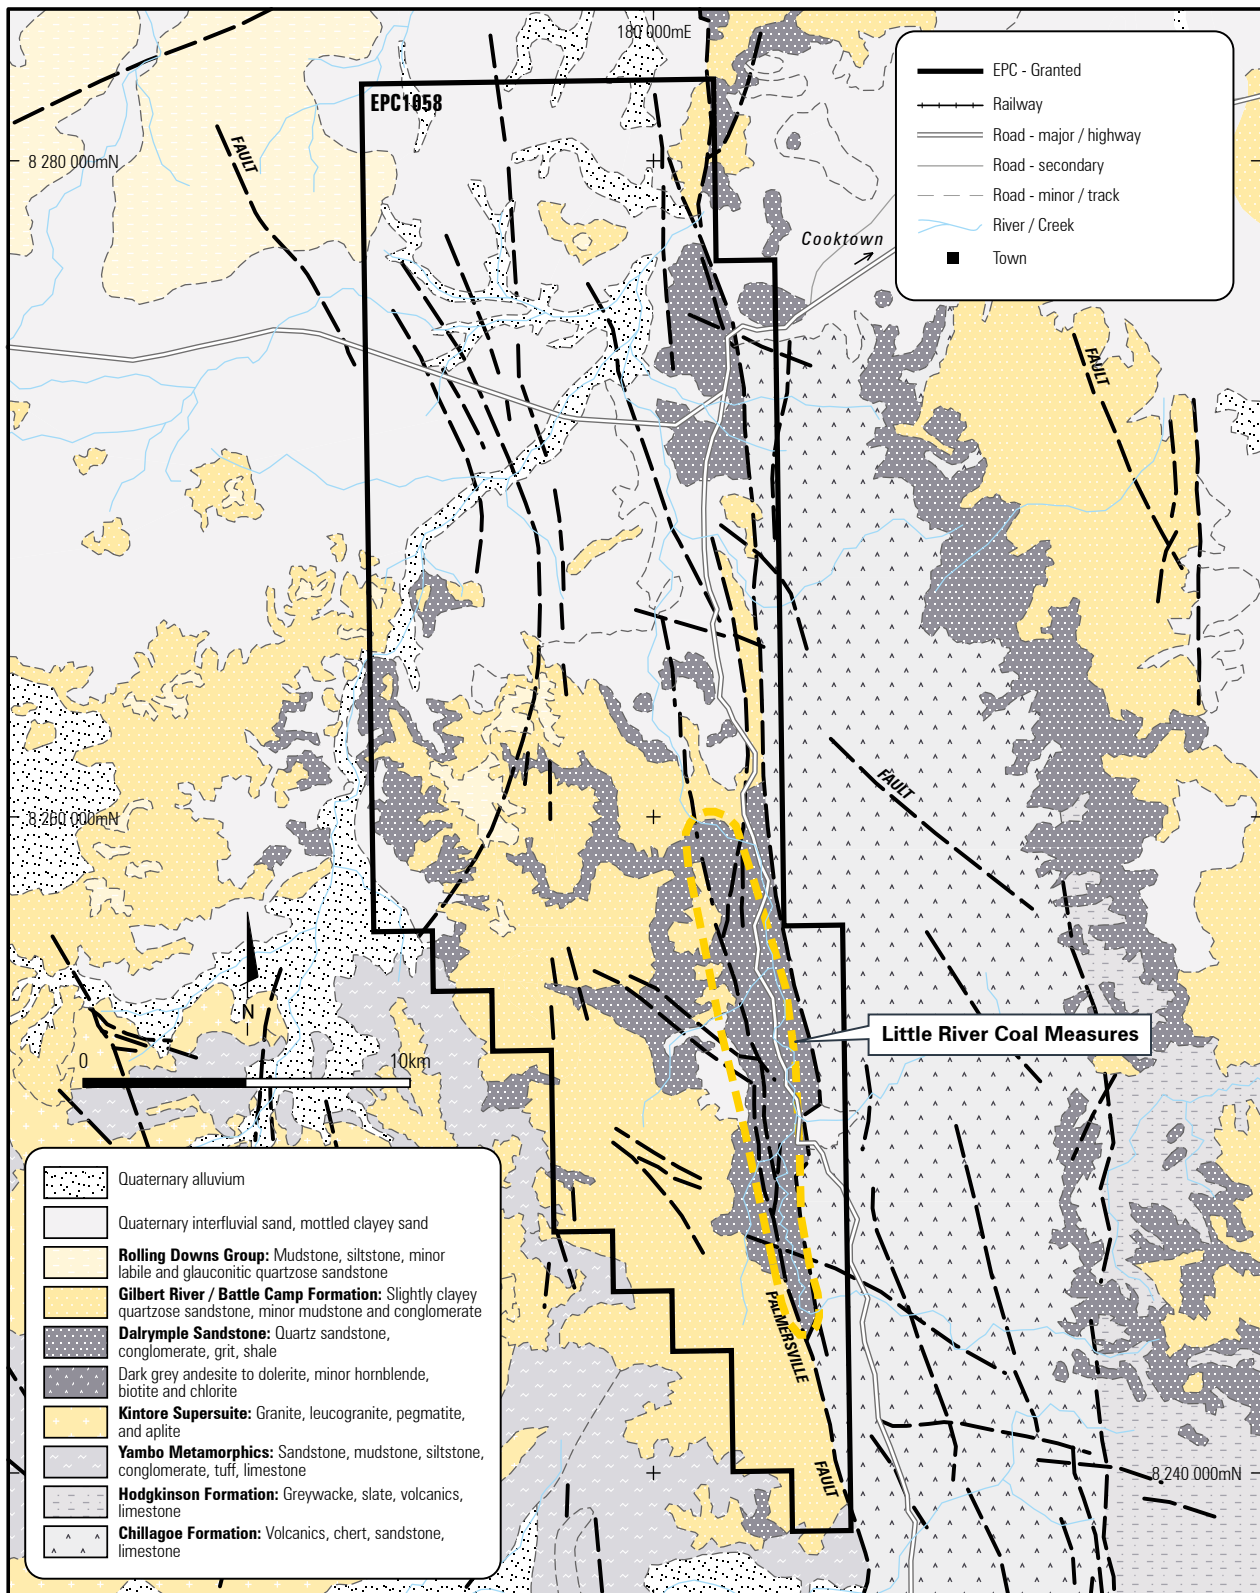 180 000mE
EPC - Granted
Railway
Road - major / highway
Road - secondary
Road - minor / track
River / Creek
Town
EPC1058
8 280 000mN
FAULT
Cooktown
FAULT
FAULT
8 260 000mN
N
0 10km
Little River Coal Measures
PALMERSVILLE
FAULT
8 240 000mN
Quaternary alluvium
Quaternary interfluvial sand, mottled clayey sand
Rolling Downs Group: Mudstone, siltstone, minor
labile and glauconitic quartzose sandstone
Gilbert River / Battle Camp Formation: Slightly clayey
quartzose sandstone, minor mudstone and conglomerate
Dalrymple Sandstone: Quartz sandstone,
conglomerate, grit, shale
Dark grey andesite to dolerite, minor hornblende,
biotite and chlorite
Kintore Supersuite: Granite, leucogranite, pegmatite,
and aplite
Yambo Metamorphics: Sandstone, mudstone, siltstone,
conglomerate, tuff, limestone
Hodgkinson Formation: Greywacke, slate, volcanics,
limestone
Chillagoe Formation: Volcanics, chert, sandstone,
limestone